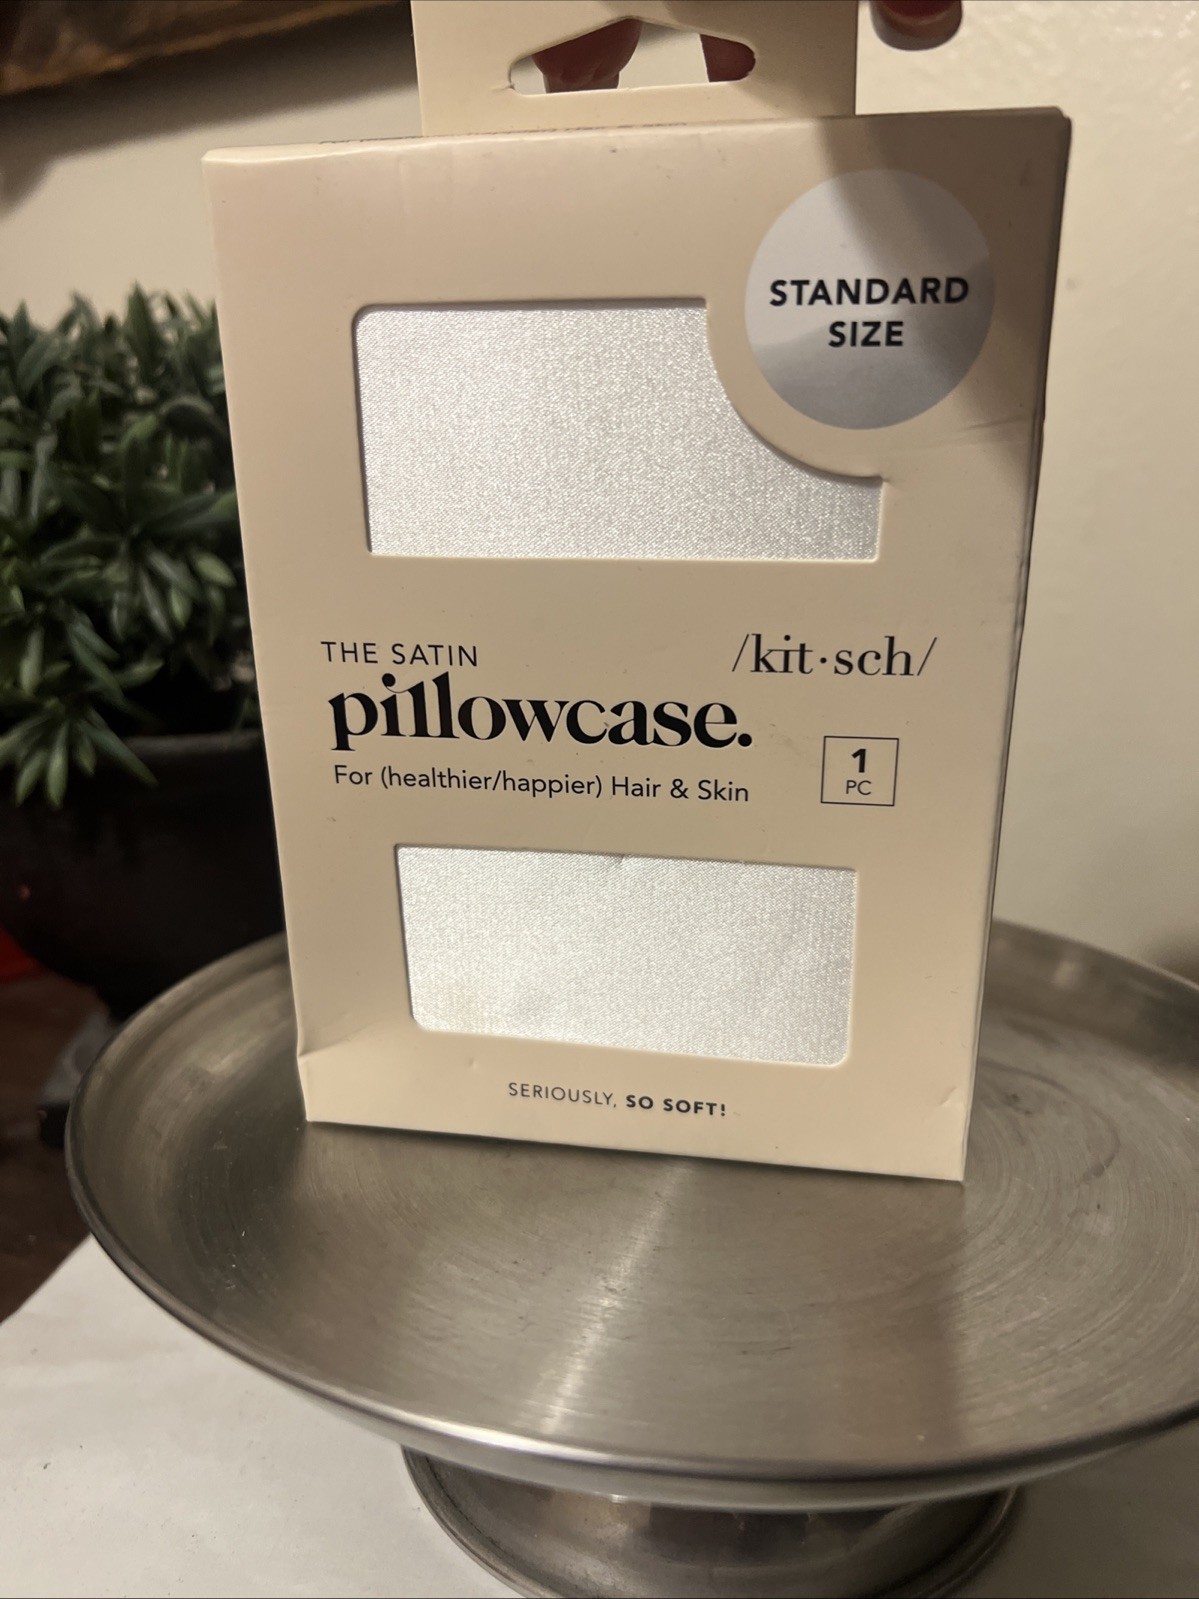 STANDARD
SIZE
THE SATIN
/kit·sch/
pillowcase.
For (healthier/happier) Hair & Skin
1
PC
SERIOUSLY, SO SOFT!